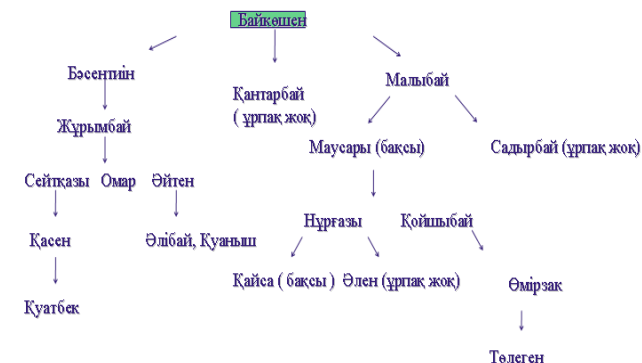 Байкөшен
Бәсентиін
Қантарбай
( ұрпақ жоқ)
Малыбай
Жұрымбай
Маусары (бақсы)
Садырбай (ұрпақ жоқ)
Сейтқазы Омар Әйтен
Нұрғазы
Қойшыбай
Қасен
Әлібай, Қуаныш
Қайса ( бақсы ) Әлен (ұрпақ жоқ)
Өмірзак
Қуатбек
Төлеген